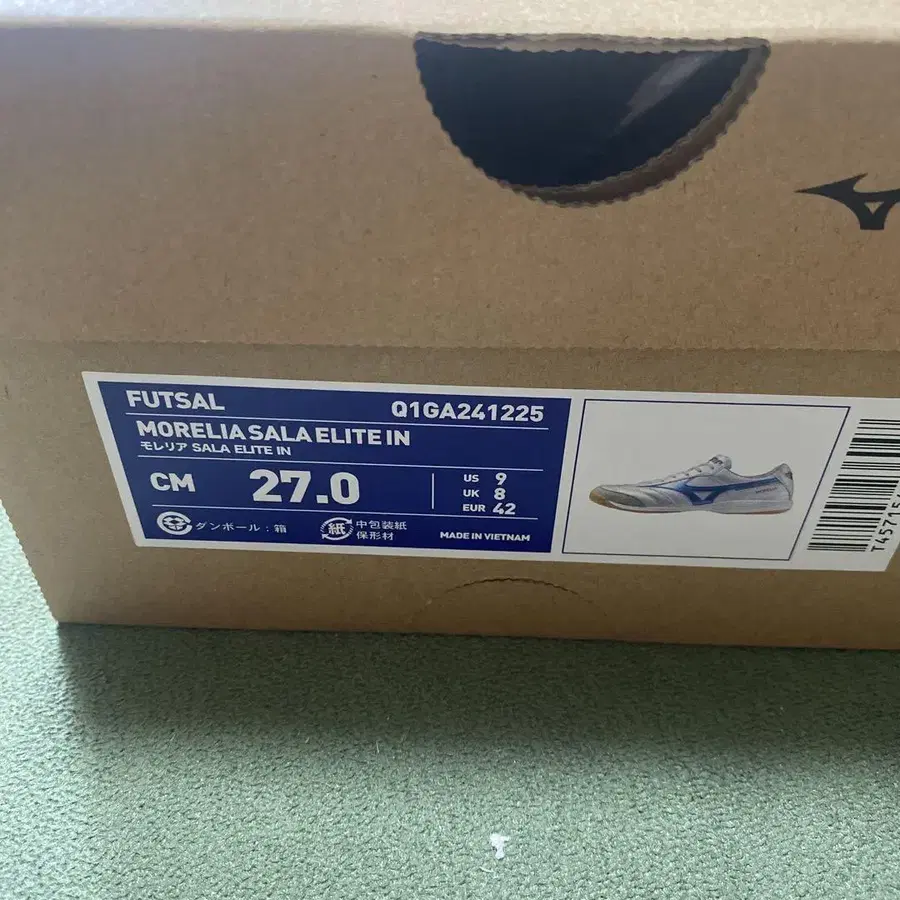 FUTSAL
Q1GA241225
MORELIA SALA ELITE IN
モレリア SALA ELITE IN
CM 27.0
US 9
UK 8
EUR 42
ダンボール：箱
紙 中包装紙
保形材
MADE IN VIETNAM